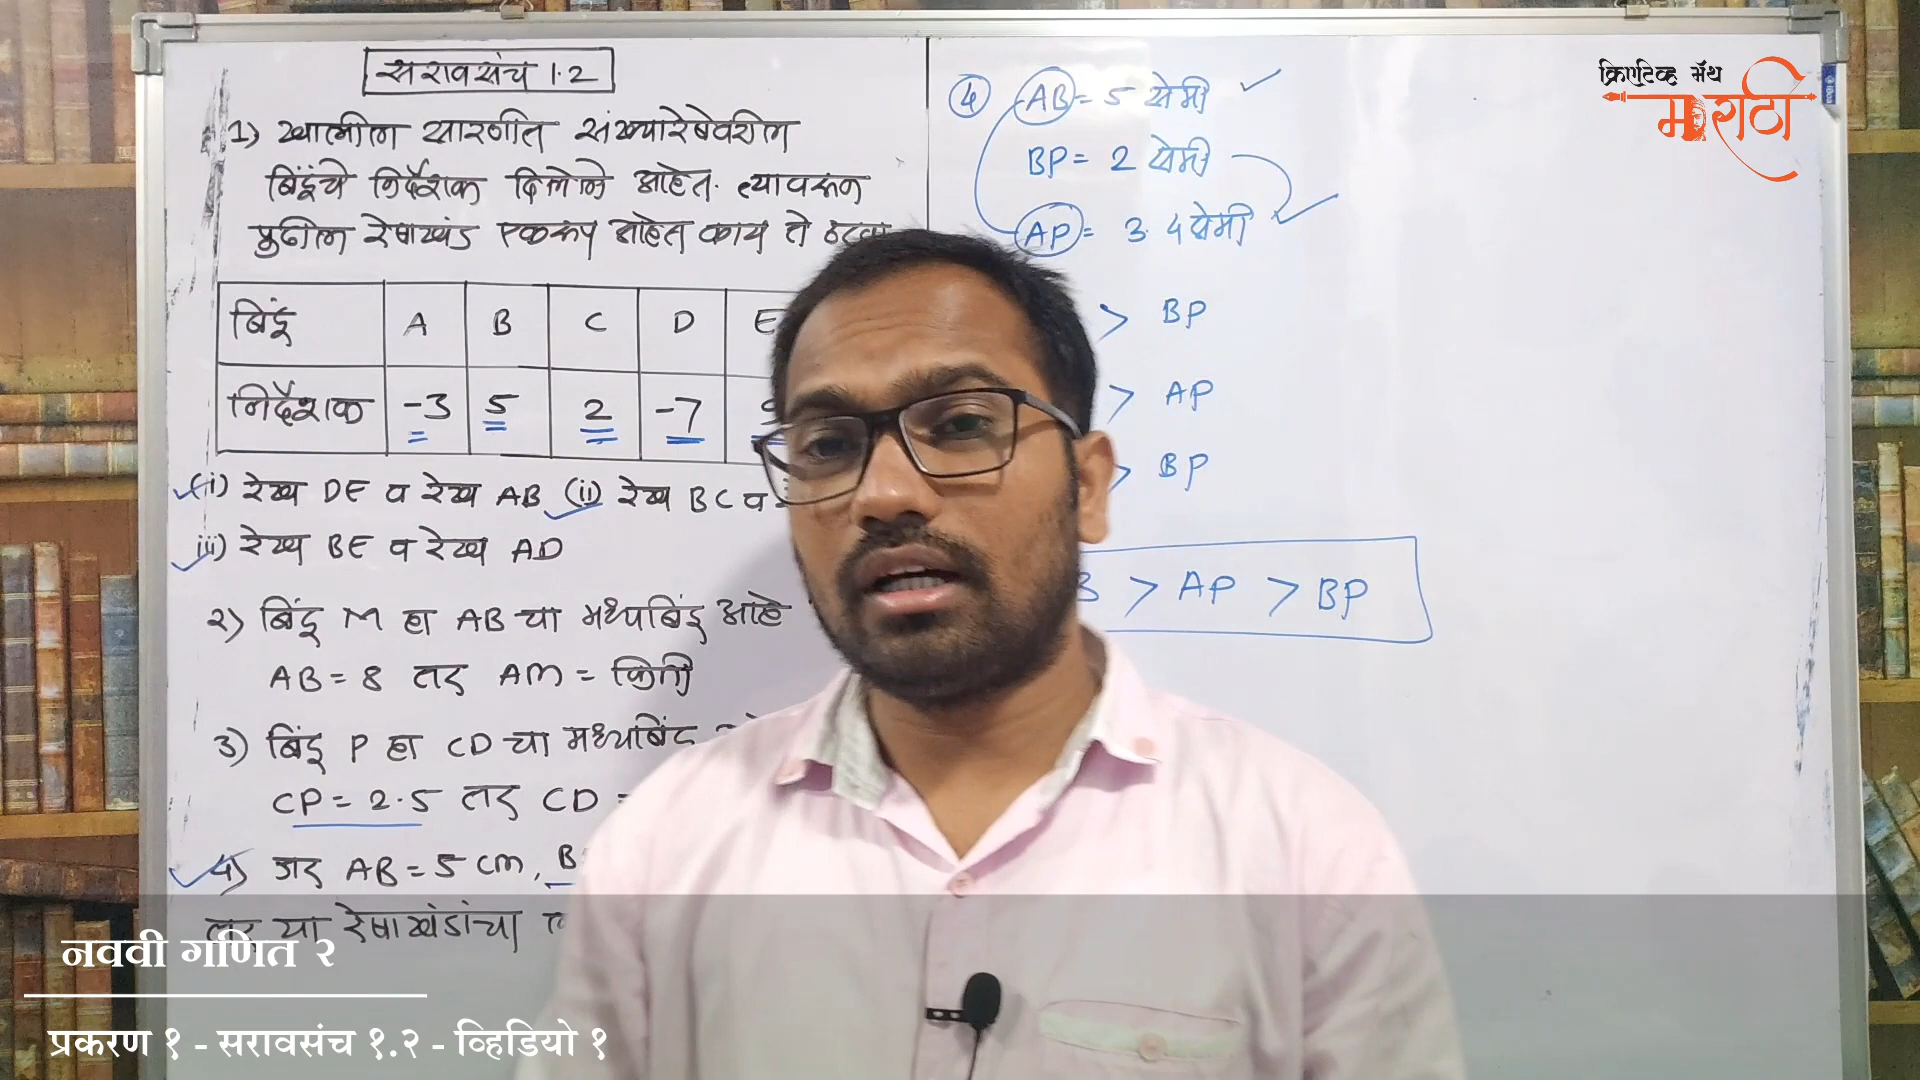 सरावसंच 1.2
1) खालील सारणीत संख्यारेषेवरील
बिंदूंचे निर्देशक दिलेले आहेत. त्यावरून
पुढील रेषाखंड एकरूप आहेत काय ते ठरवा
बिंदू A B C D E
निर्देशक -3 5 2 -7
(i) रेख DE व रेख AB (ii) रेख BC व
iii) रेख BE व रेख AD
२) बिंदू M हा AB चा मध्यबिंदू आहे
AB = 8 तर AM = किती
3) बिंदू P हा CD चा मध्यबिंदू
CP = 2.5 तर CD =
4) जर AB = 5 cm, B
तर या रेषाखंडांचा
④ AB = 5 सेमी
BP = 2 सेमी
AP = 3.4 सेमी
> BP
> AP
> BP
B > AP > BP
क्रिएटिव्ह मॅथ
मराठी
नववी गणित २
प्रकरण १ - सरावसंच १.२ - व्हिडियो १